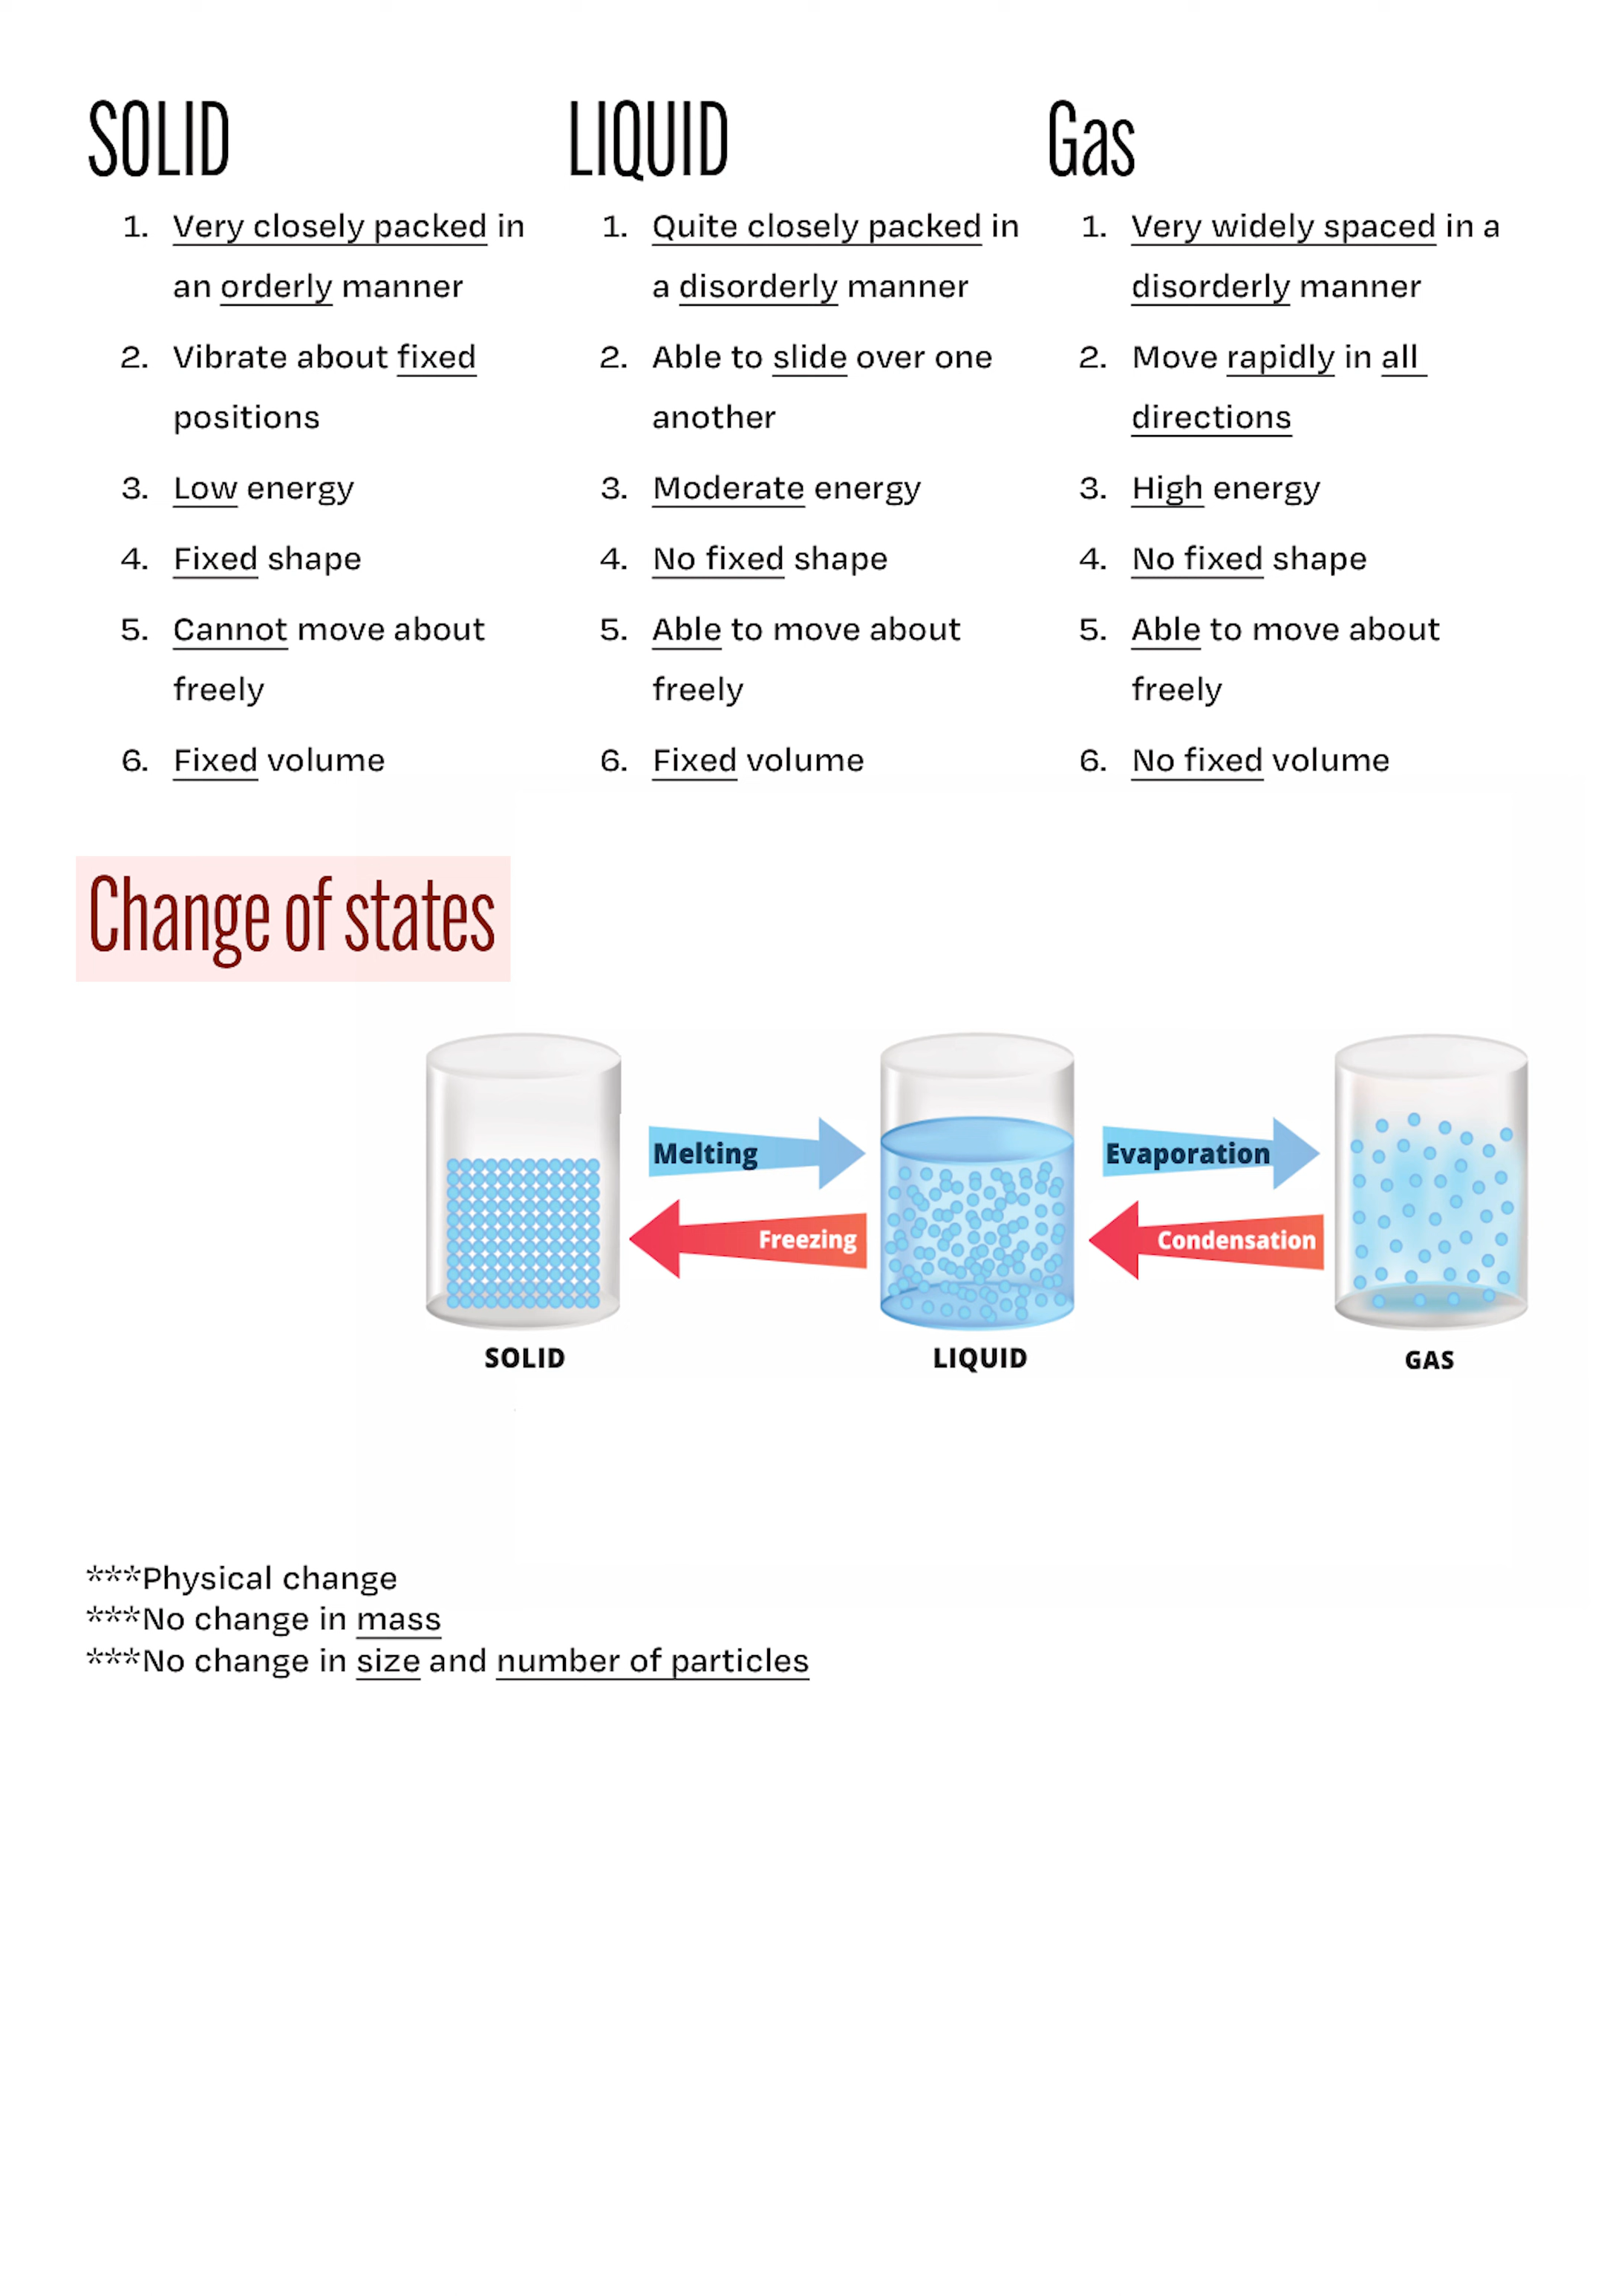 SOLID
1. Very closely packed in
an orderly manner
2. Vibrate about fixed
positions
3. Low energy
4. Fixed shape
5. Cannot move about
freely
6. Fixed volume
LIQUID
1. Quite closely packed in
a disorderly manner
2. Able to slide over one
another
3. Moderate energy
4. No fixed shape
5. Able to move about
freely
6. Fixed volume
Gas
1. Very widely spaced in a
disorderly manner
2. Move rapidly in all
directions
3. High energy
4. No fixed shape
5. Able to move about
freely
6. No fixed volume
Change of states
Melting
Evaporation
Freezing
Condensation
SOLID
LIQUID
GAS
***Physical change
***No change in mass
***No change in size and number of particles